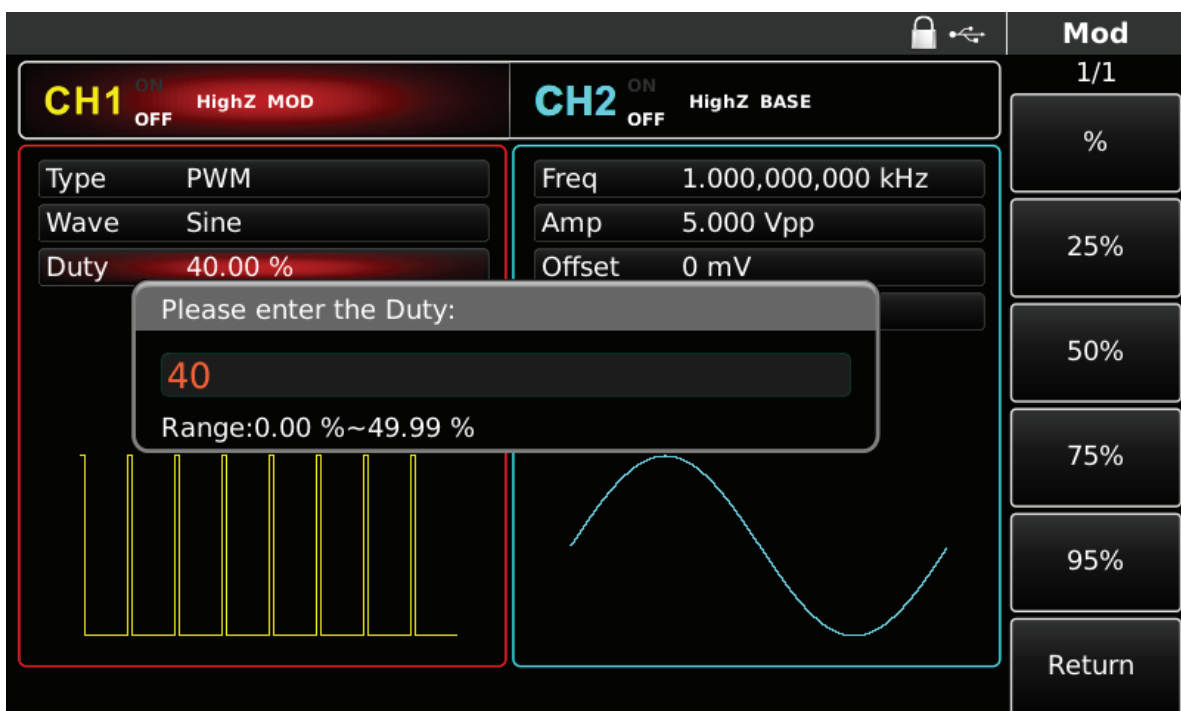 Mod
1/1
CH1 ON OFF HighZ MOD
CH2 ON OFF HighZ BASE
Type PWM
Wave Sine
Duty 40.00 %
Freq 1.000,000,000 kHz
Amp 5.000 Vpp
Offset 0 mV
Please enter the Duty:
40
Range:0.00 %~49.99 %
%
25%
50%
75%
95%
Return